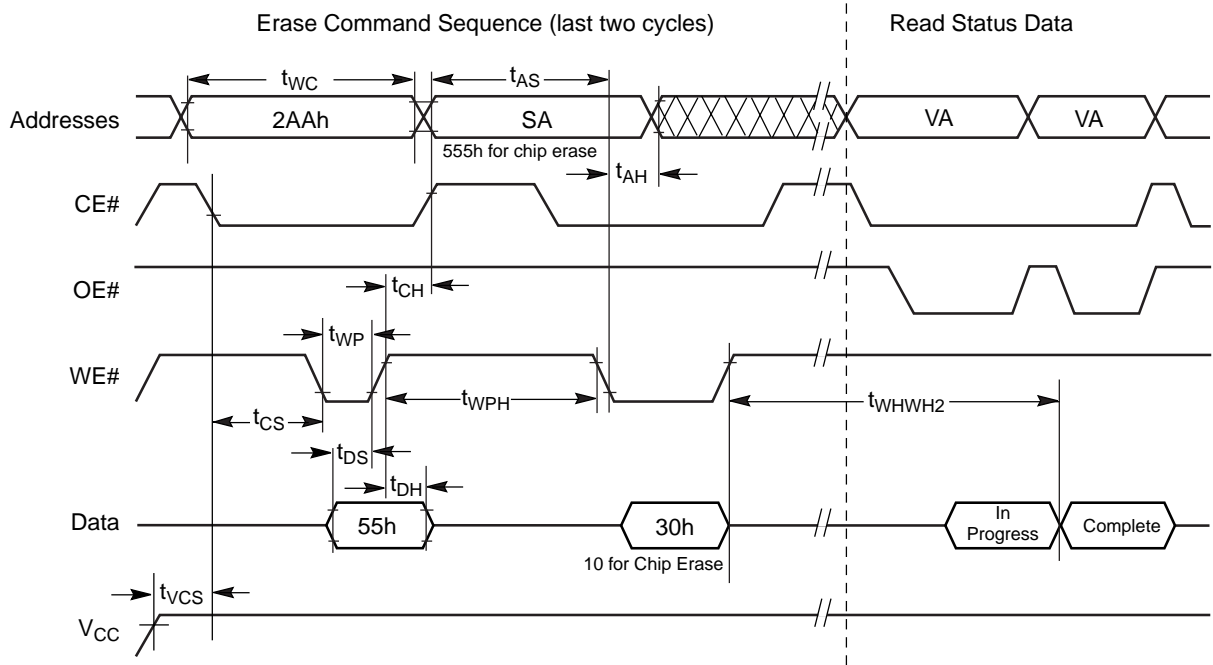 Erase Command Sequence (last two cycles)
Read Status Data
tWC
tAS
Addresses
2AAh
SA
VA
VA
555h for chip erase
tAH
CE#
OE#
tCH
tWP
WE#
tWPH
tWHWH2
tCS
tDS
tDH
Data
55h
30h
In
Progress
Complete
10 for Chip Erase
tVCS
VCC